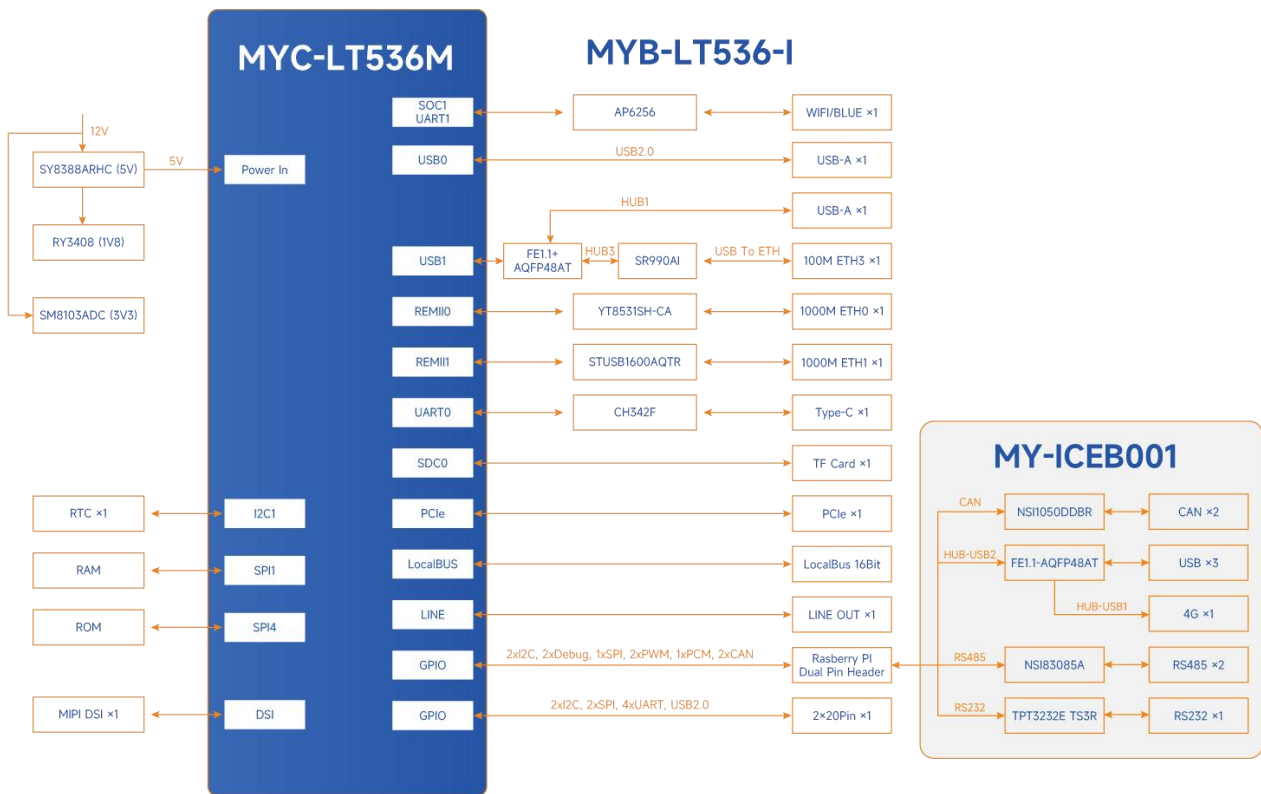 MYC-LT536M
MYB-LT536-I
12V
SY8388ARHC (5V)
5V
Power In
RY3408 (1V8)
SM8103ADC (3V3)
RTC ×1
I2C1
RAM
SPI1
ROM
SPI4
MIPI DSI ×1
DSI
SOC1
UART1
AP6256
WIFI/BLUE ×1
USB0
USB2.0
USB-A ×1
HUB1
USB-A ×1
USB1
FE1.1+
AQFP48AT
HUB3
SR990AI
USB To ETH
100M ETH3 ×1
REMII0
YT8531SH-CA
1000M ETH0 ×1
REMII1
STUSB1600AQTR
1000M ETH1 ×1
UART0
CH342F
Type-C ×1
SDC0
TF Card ×1
PCIe
PCIe ×1
LocalBUS
LocalBus 16Bit
LINE
LINE OUT ×1
GPIO
2xI2C, 2xDebug, 1xSPI, 2xPWM, 1xPCM, 2xCAN
Rasberry PI
Dual Pin Header
GPIO
2xI2C, 2xSPI, 4xUART, USB2.0
2×20Pin ×1
MY-ICEB001
CAN
NSI1050DDBR
CAN ×2
HUB-USB2
FE1.1-AQFP48AT
USB ×3
HUB-USB1
4G ×1
RS485
NSI83085A
RS485 ×2
RS232
TPT3232E TS3R
RS232 ×1